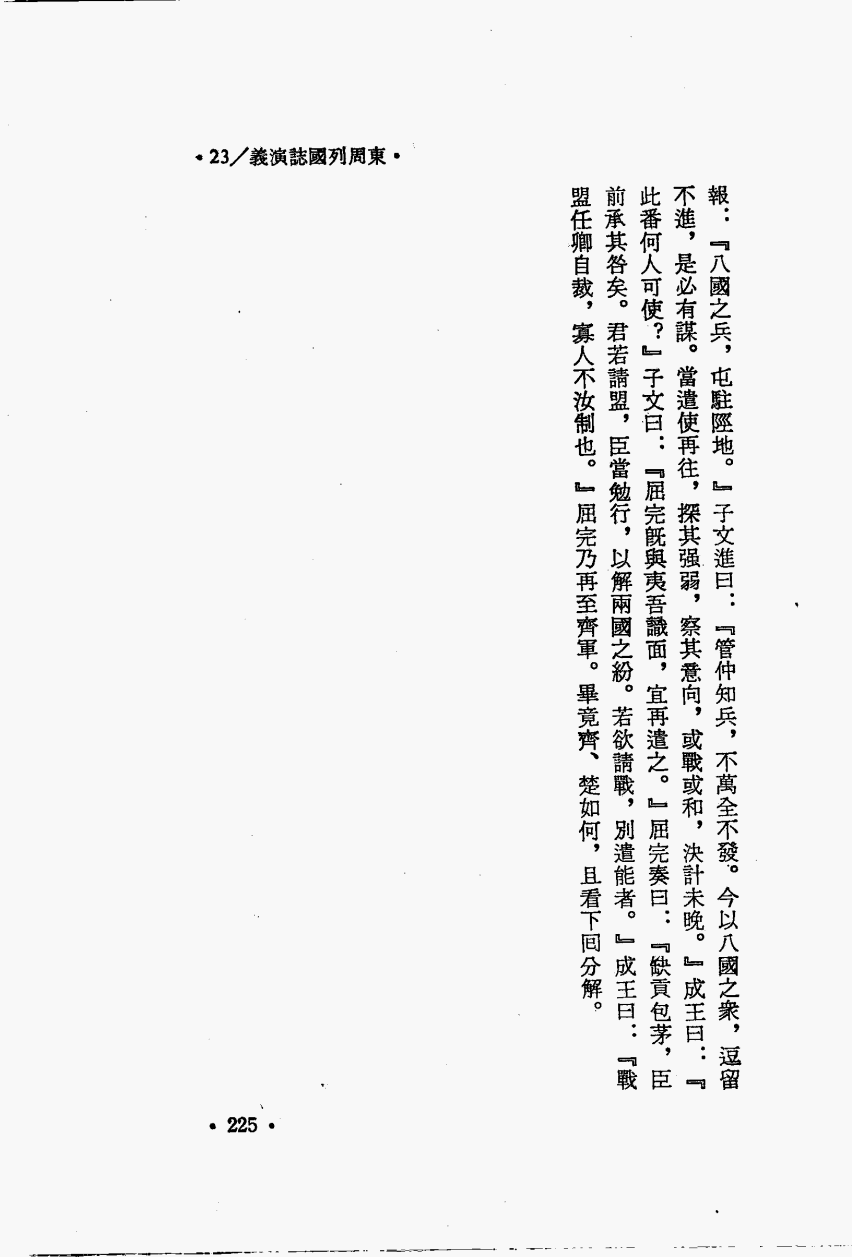 •23／義演誌國列周東•
報：『八國之兵，屯駐陘地。』子文進曰：『管仲知兵，不萬全不發。今以八國之衆，逗留
不進，是必有謀。當遣使再往，探其强弱，察其意向，或戰或和，決計未晚。』成王曰：『
此番何人可使？』子文曰：『屈完旣與夷吾識面，宜再遣之。』屈完奏曰：『缺貢包茅，臣
前承其咎矣。君若請盟，臣當勉行，以解兩國之紛。若欲請戰，別遣能者。』成王曰：『戰
盟任卿自裁，寡人不汝制也。』屈完乃再至齊軍。畢竟齊、楚如何，且看下回分解。
•225•